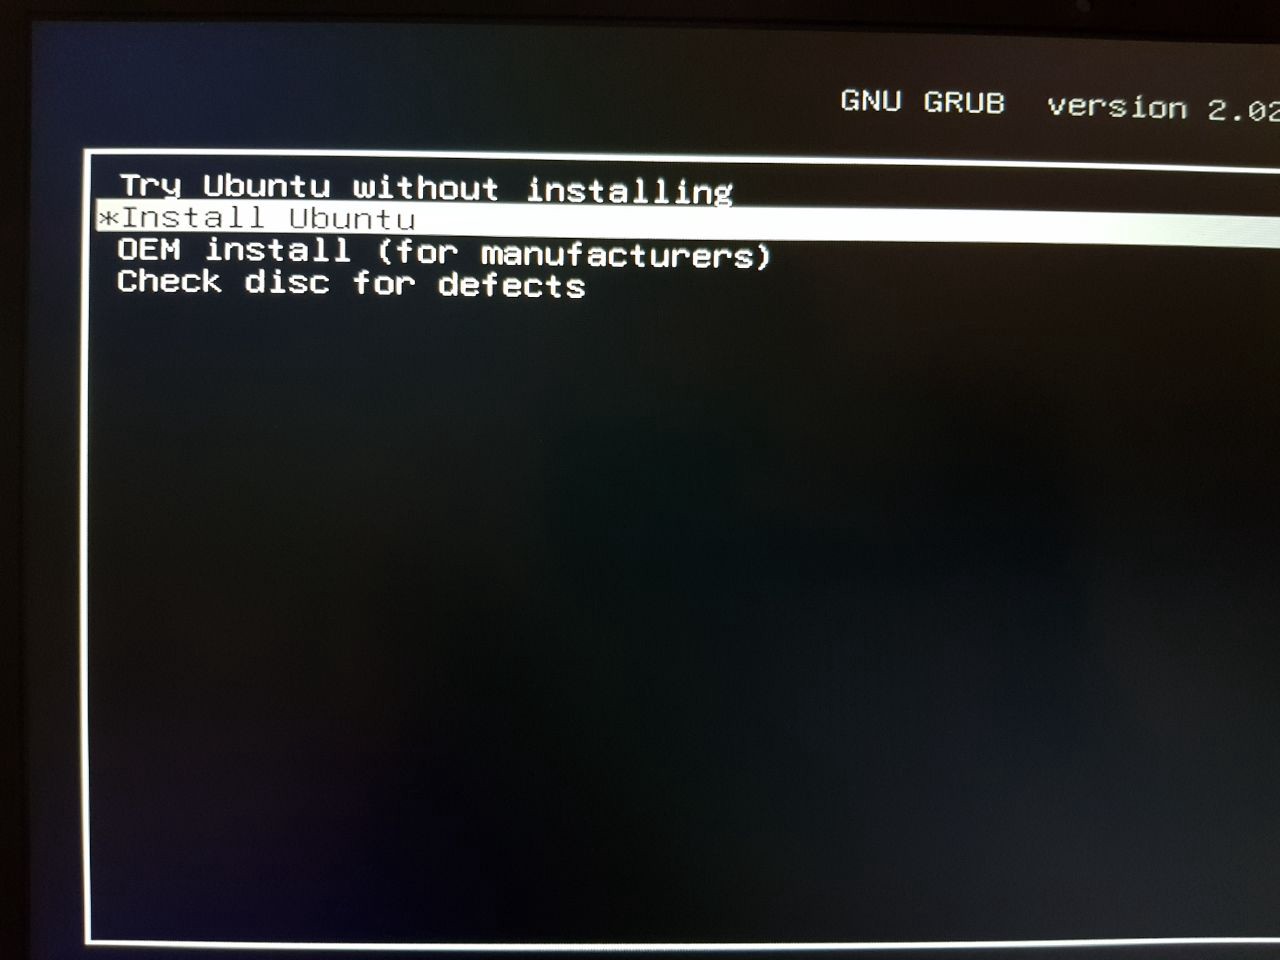 GNU GRUB version 2.02
Try Ubuntu without installing
*Install Ubuntu
OEM install (for manufacturers)
Check disc for defects